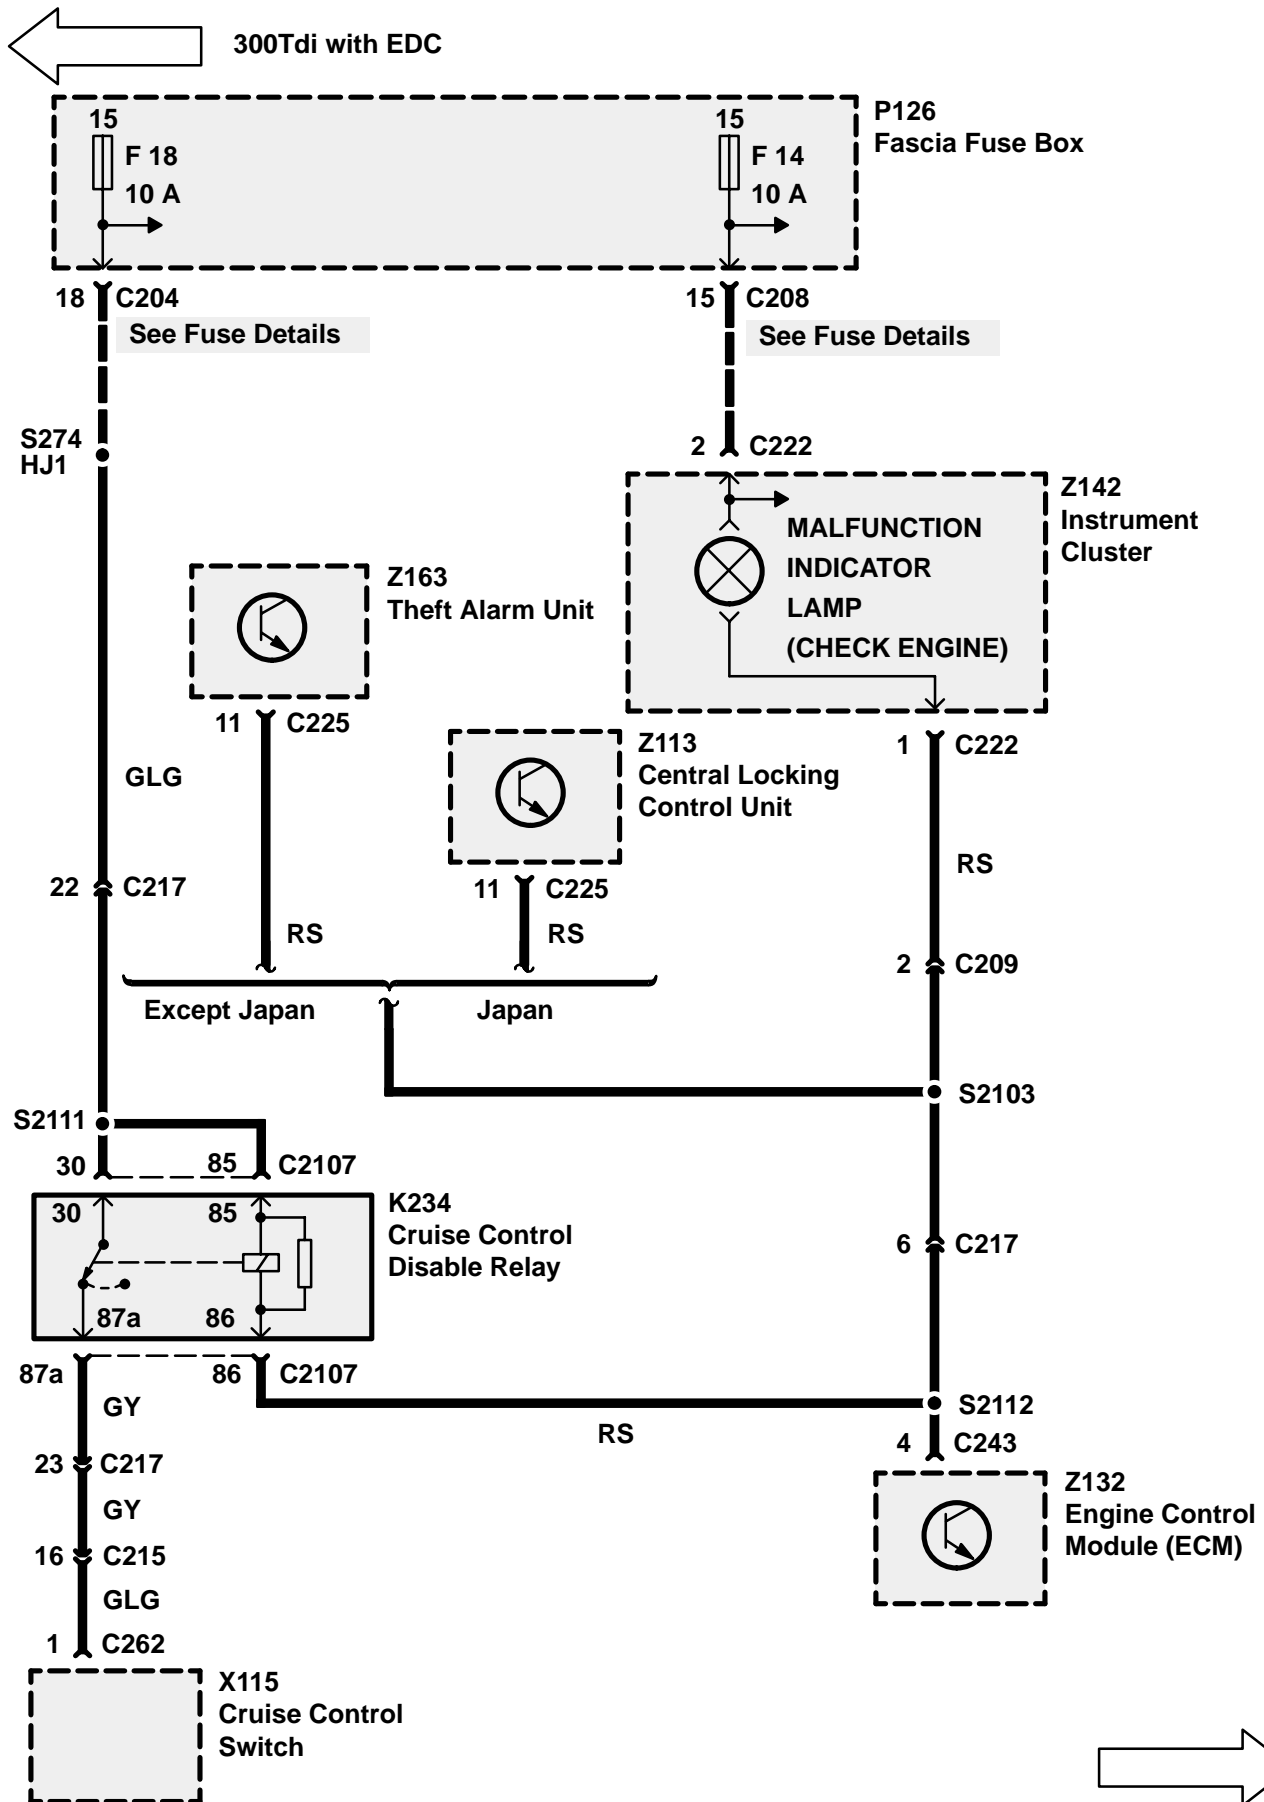 300Tdi with EDC
15
F 18
10 A
15
F 14
10 A
P126
Fascia Fuse Box
18 C204
See Fuse Details
15 C208
See Fuse Details
S274
HJ1
2 C222
Z142
Instrument
Cluster
MALFUNCTION
INDICATOR
LAMP
(CHECK ENGINE)
Z163
Theft Alarm Unit
11 C225
1 C222
Z113
Central Locking
Control Unit
GLG
RS
22 C217
11 C225
RS
RS
2 C209
Except Japan
Japan
S2103
S2111
30
85 C2107
30
85
K234
Cruise Control
Disable Relay
6 C217
87a
86
87a
86 C2107
GY
S2112
RS
4 C243
23 C217
Z132
Engine Control
Module (ECM)
GY
16 C215
GLG
1 C262
X115
Cruise Control
Switch